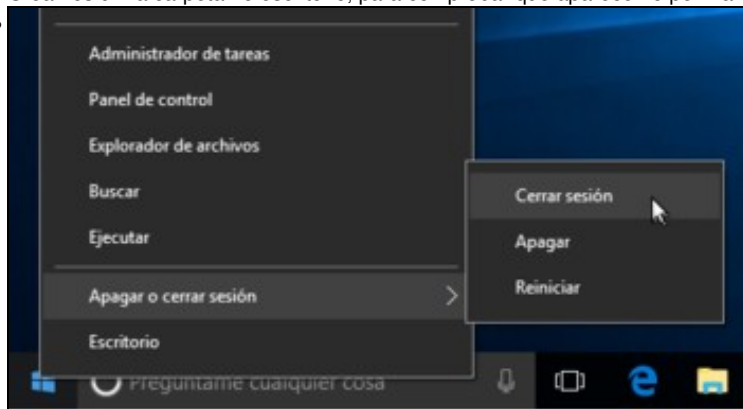 Administrador de tareas
Panel de control
Explorador de archivos
Buscar
Ejecutar
Apagar o cerrar sesión
Escritorio
Cerrar sesión
Apagar
Reiniciar
Pregúntame cualquier cosa